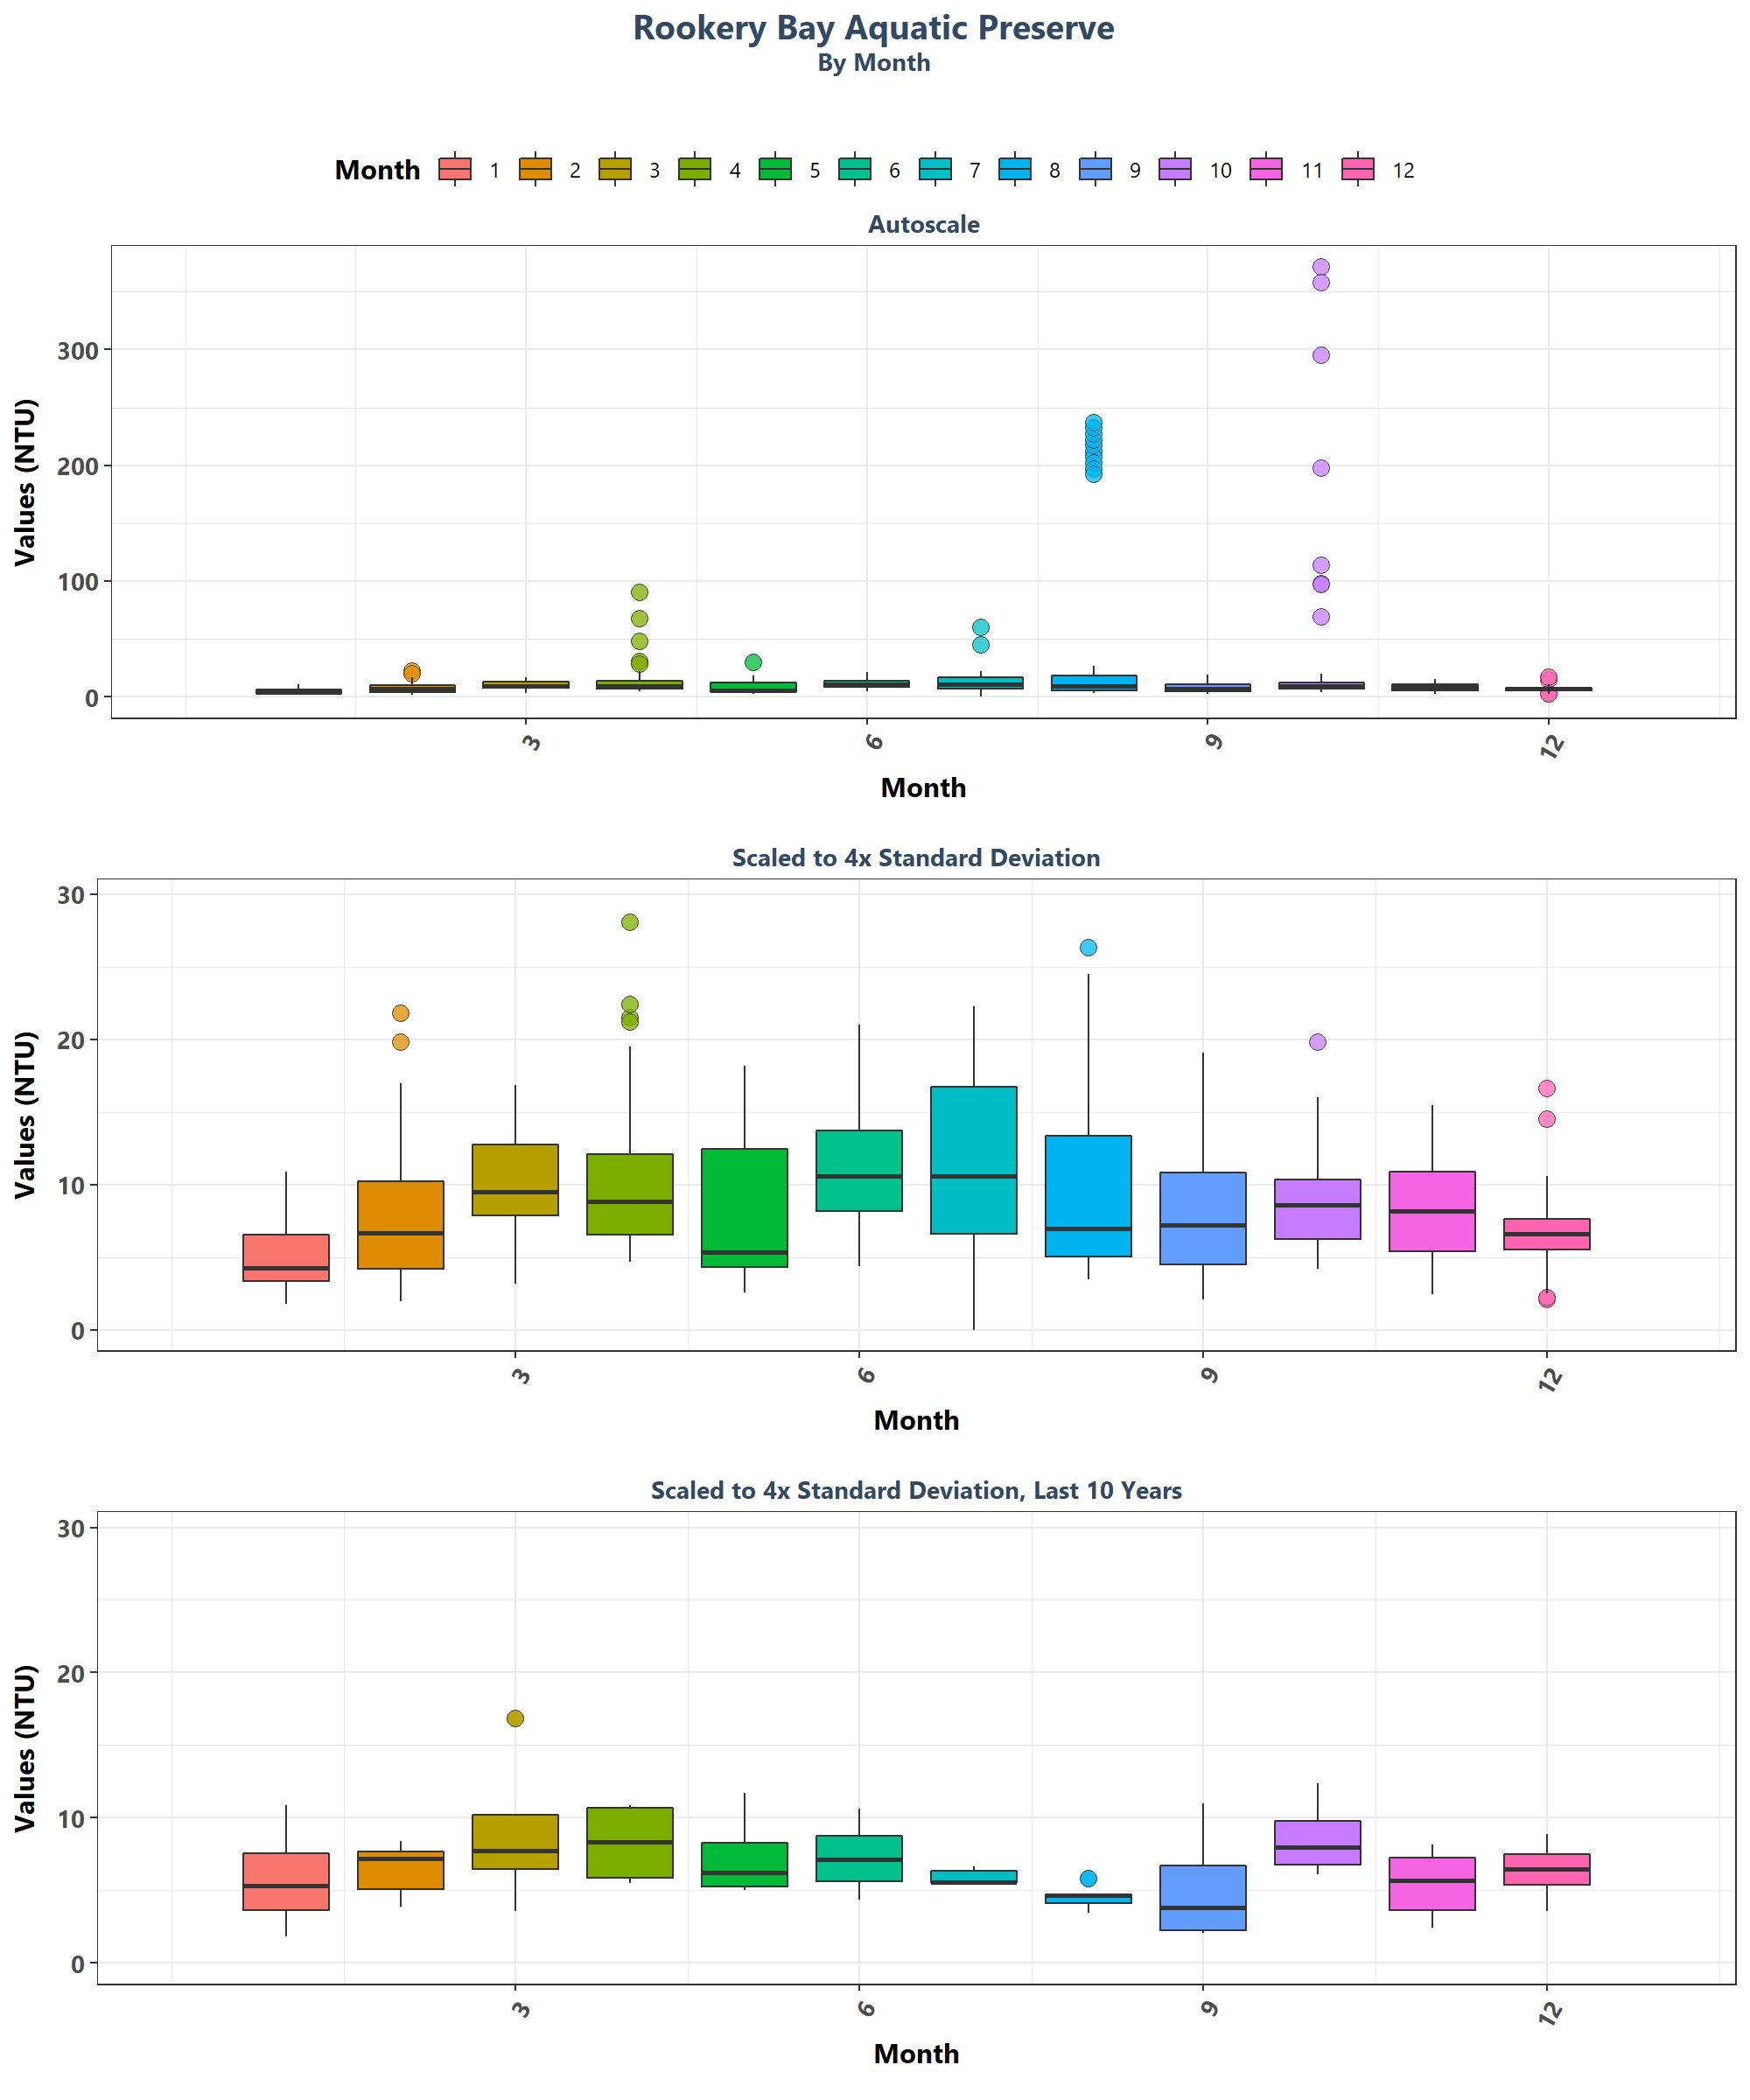 Rookery Bay Aquatic Preserve
By Month
Month 1 2 3 4 5 6 7 8 9 10 11 12
Autoscale
Values (NTU)
300
200
100
0
3 6 9 12
Month
Scaled to 4x Standard Deviation
Values (NTU)
30
20
10
0
3 6 9 12
Month
Scaled to 4x Standard Deviation, Last 10 Years
Values (NTU)
30
20
10
0
3 6 9 12
Month